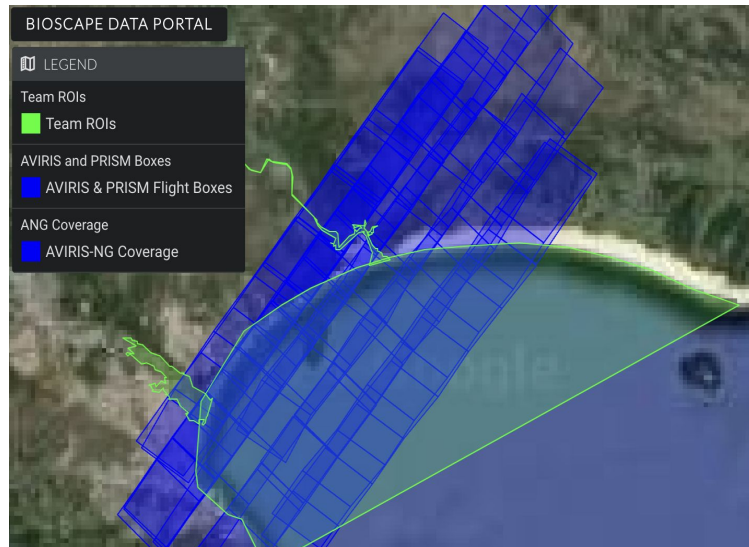 BIOSCAPE DATA PORTAL
LEGEND
Team ROIs
Team ROIs
AVIRIS and PRISM Boxes
AVIRIS & PRISM Flight Boxes
ANG Coverage
AVIRIS-NG Coverage